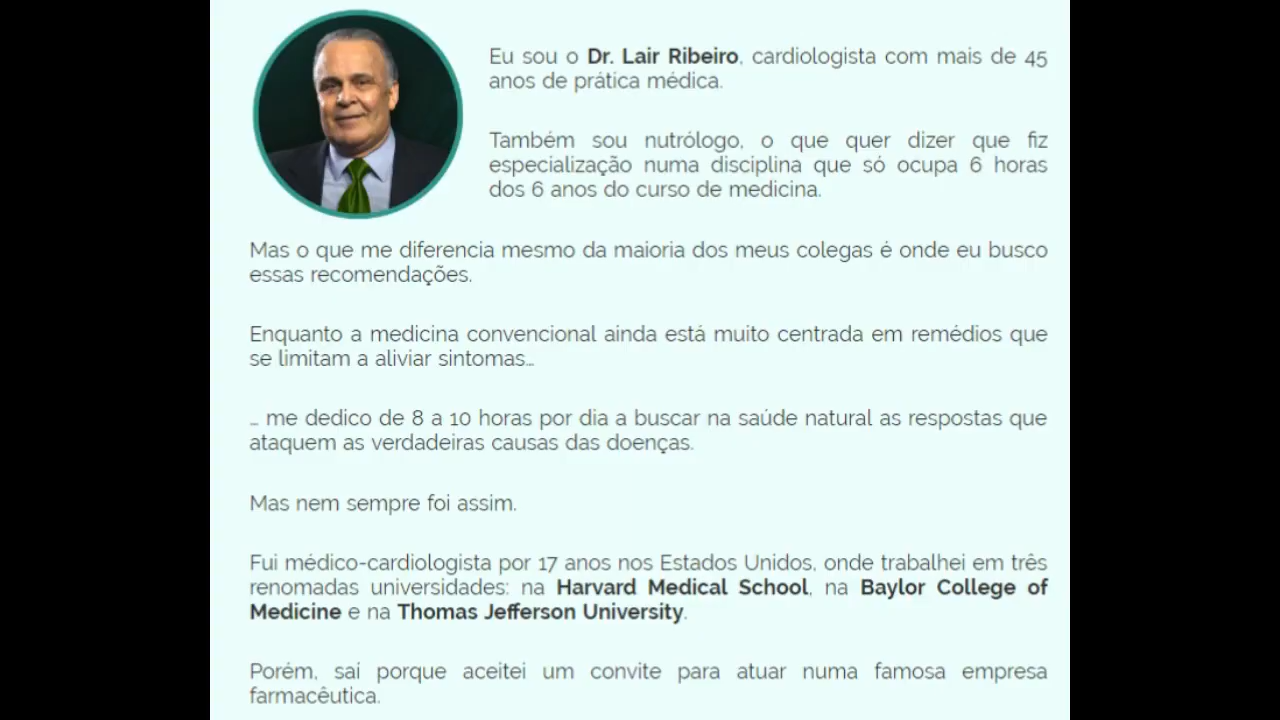 Eu sou o Dr. Lair Ribeiro, cardiologista com mais de 45
anos de prática médica.
Também sou nutrólogo, o que quer dizer que fiz
especialização numa disciplina que só ocupa 6 horas
dos 6 anos do curso de medicina.
Mas o que me diferencia mesmo da maioria dos meus colegas é onde eu busco
essas recomendações.
Enquanto a medicina convencional ainda está muito centrada em remédios que
se limitam a aliviar sintomas…
… me dedico de 8 a 10 horas por dia a buscar na saúde natural as respostas que
ataquem as verdadeiras causas das doenças.
Mas nem sempre foi assim.
Fui médico-cardiologista por 17 anos nos Estados Unidos, onde trabalhei em três
renomadas universidades: na Harvard Medical School, na Baylor College of
Medicine e na Thomas Jefferson University.
Porém, saí porque aceitei um convite para atuar numa famosa empresa
farmacêutica.